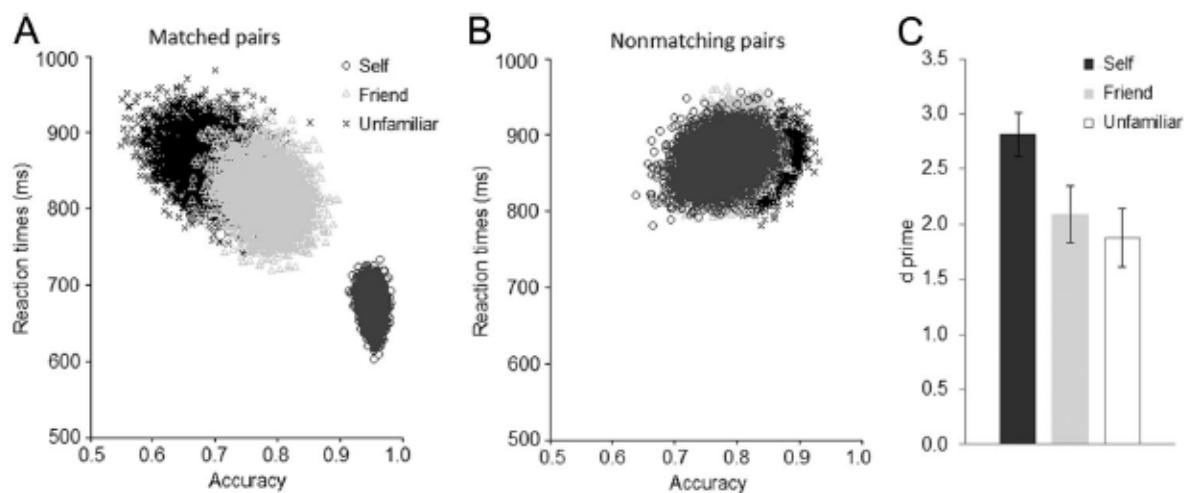 A
Matched pairs
Self
Friend
Unfamiliar
1000
900
800
700
600
500
Reaction times (ms)
0.5 0.6 0.7 0.8 0.9 1.0
Accuracy
B
Nonmatching pairs
1000
900
800
700
600
500
Reaction times (ms)
0.5 0.6 0.7 0.8 0.9 1.0
Accuracy
C
3.5
3.0
2.5
2.0
1.5
1.0
0.5
0.0
d prime
Self
Friend
Unfamiliar